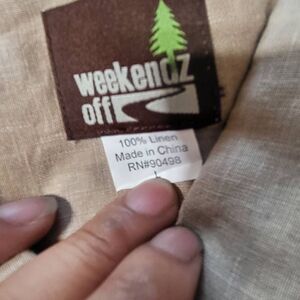 weekendz
off
100% Linen
Made in China
RN#90498
L